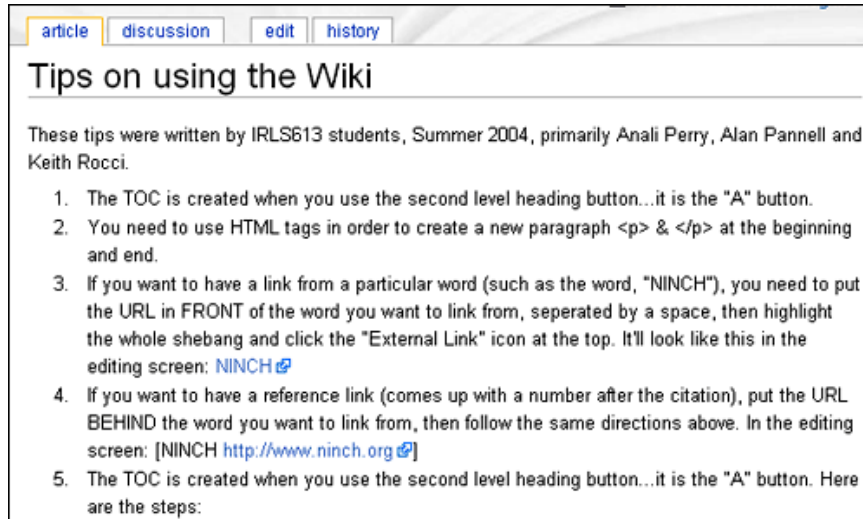 article discussion edit history
Tips on using the Wiki
These tips were written by IRLS613 students, Summer 2004, primarily Anali Perry, Alan Pannell and
Keith Rocci.
1. The TOC is created when you use the second level heading button...it is the "A" button.
2. You need to use HTML tags in order to create a new paragraph <p> & </p> at the beginning
and end.
3. If you want to have a link from a particular word (such as the word, "NINCH"), you need to put
the URL in FRONT of the word you want to link from, seperated by a space, then highlight
the whole shebang and click the "External Link" icon at the top. It'll look like this in the
editing screen: NINCH
4. If you want to have a reference link (comes up with a number after the citation), put the URL
BEHIND the word you want to link from, then follow the same directions above. In the editing
screen: [NINCH http://www.ninch.org]
5. The TOC is created when you use the second level heading button...it is the "A" button. Here
are the steps: